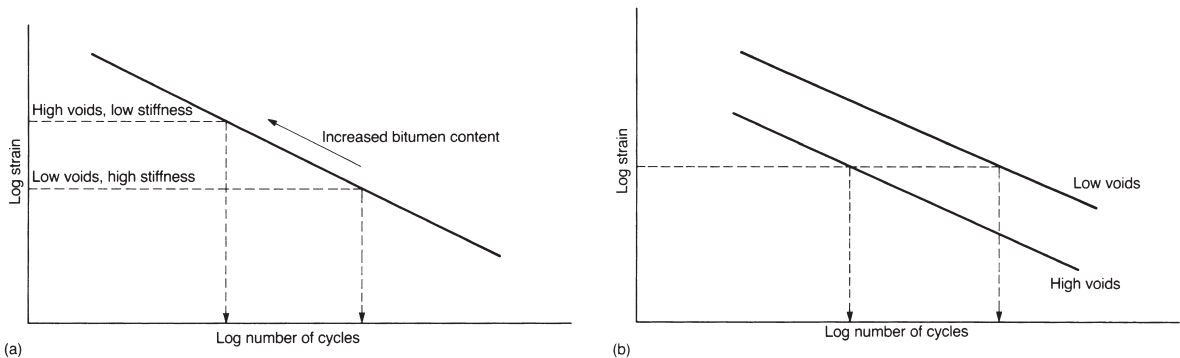 High voids, low stiffness
Increased bitumen content
Low voids, high stiffness
Log strain
Log number of cycles
(a)
Log strain
Low voids
High voids
Log number of cycles
(b)